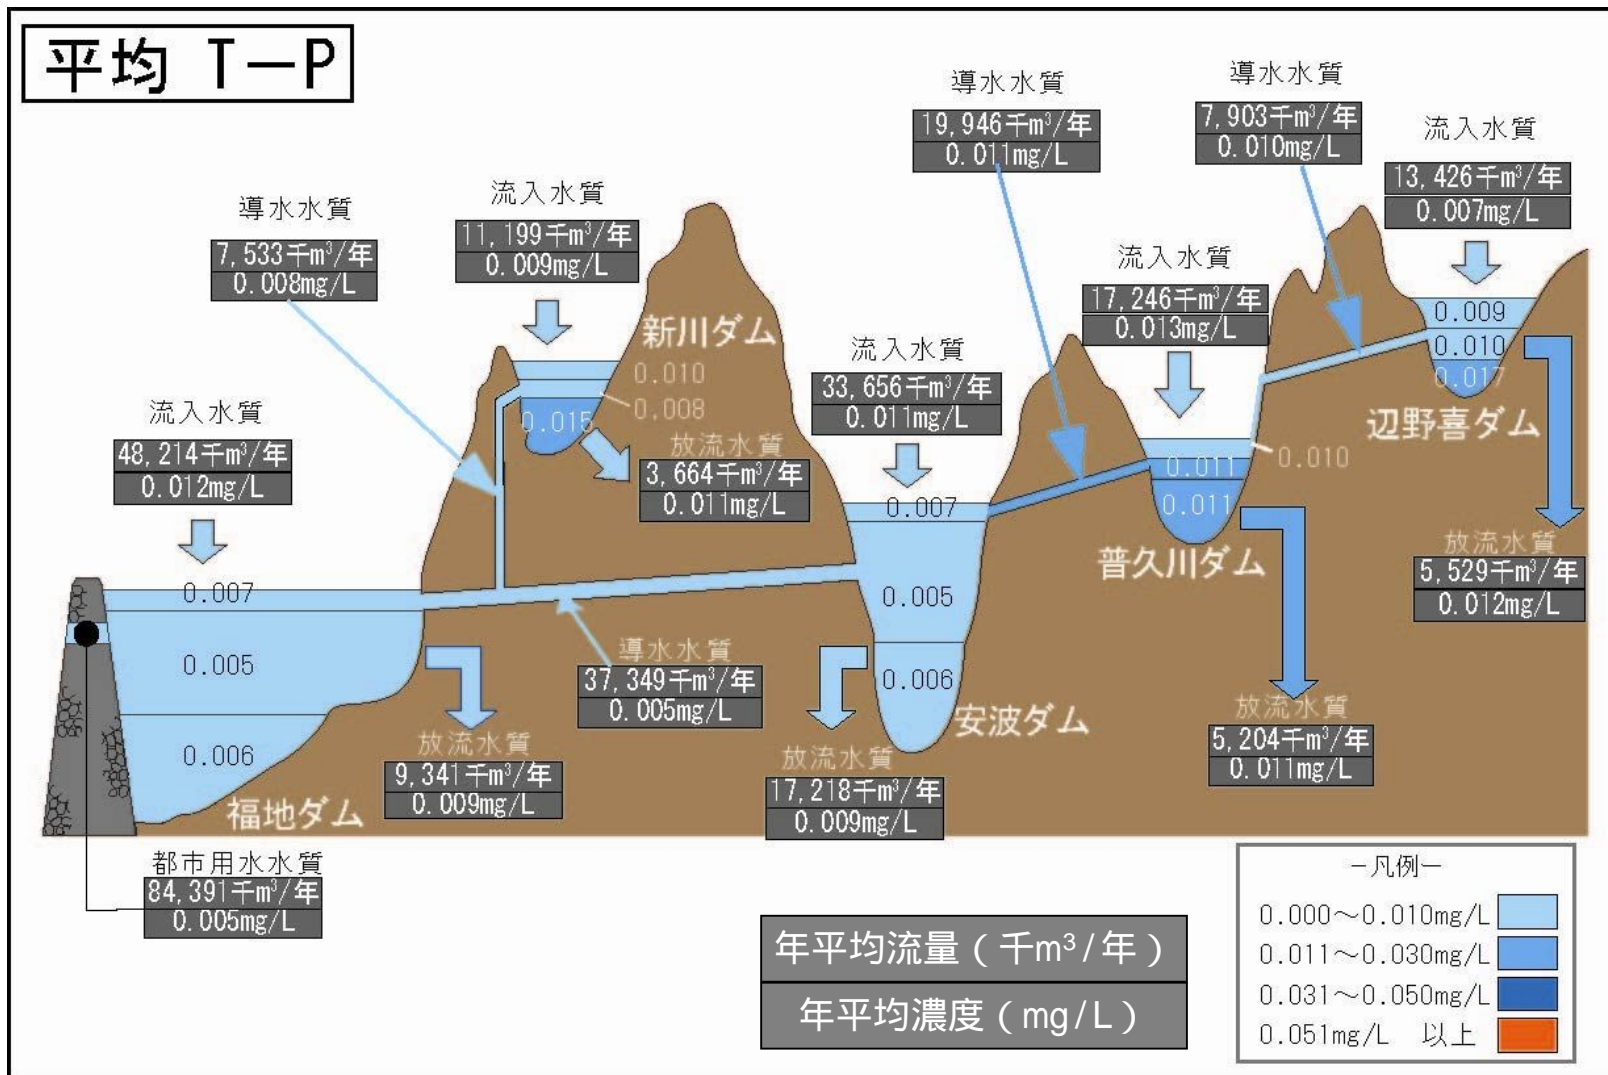 平均 T－P
導水水質
19,946千m³/年
0.011mg/L
導水水質
7,903千m³/年
0.010mg/L
流入水質
13,426千m³/年
0.007mg/L
導水水質
7,533千m³/年
0.008mg/L
流入水質
11,199千m³/年
0.009mg/L
流入水質
17,246千m³/年
0.013mg/L
流入水質
33,656千m³/年
0.011mg/L
流入水質
48,214千m³/年
0.012mg/L
新川ダム
0.010
0.008
0.015
放流水質
3,664千m³/年
0.011mg/L
0.009
0.010
0.017
辺野喜ダム
0.010
0.011
0.011
普久川ダム
放流水質
5,529千m³/年
0.012mg/L
0.007
0.005
0.006
安波ダム
0.007
0.005
0.006
福地ダム
導水水質
37,349千m³/年
0.005mg/L
放流水質
9,341千m³/年
0.009mg/L
放流水質
17,218千m³/年
0.009mg/L
放流水質
5,204千m³/年
0.011mg/L
都市用水水質
84,391千m³/年
0.005mg/L
年平均流量（千m³/年）
年平均濃度（mg/L）
－凡例－
0.000～0.010mg/L
0.011～0.030mg/L
0.031～0.050mg/L
0.051mg/L 以上